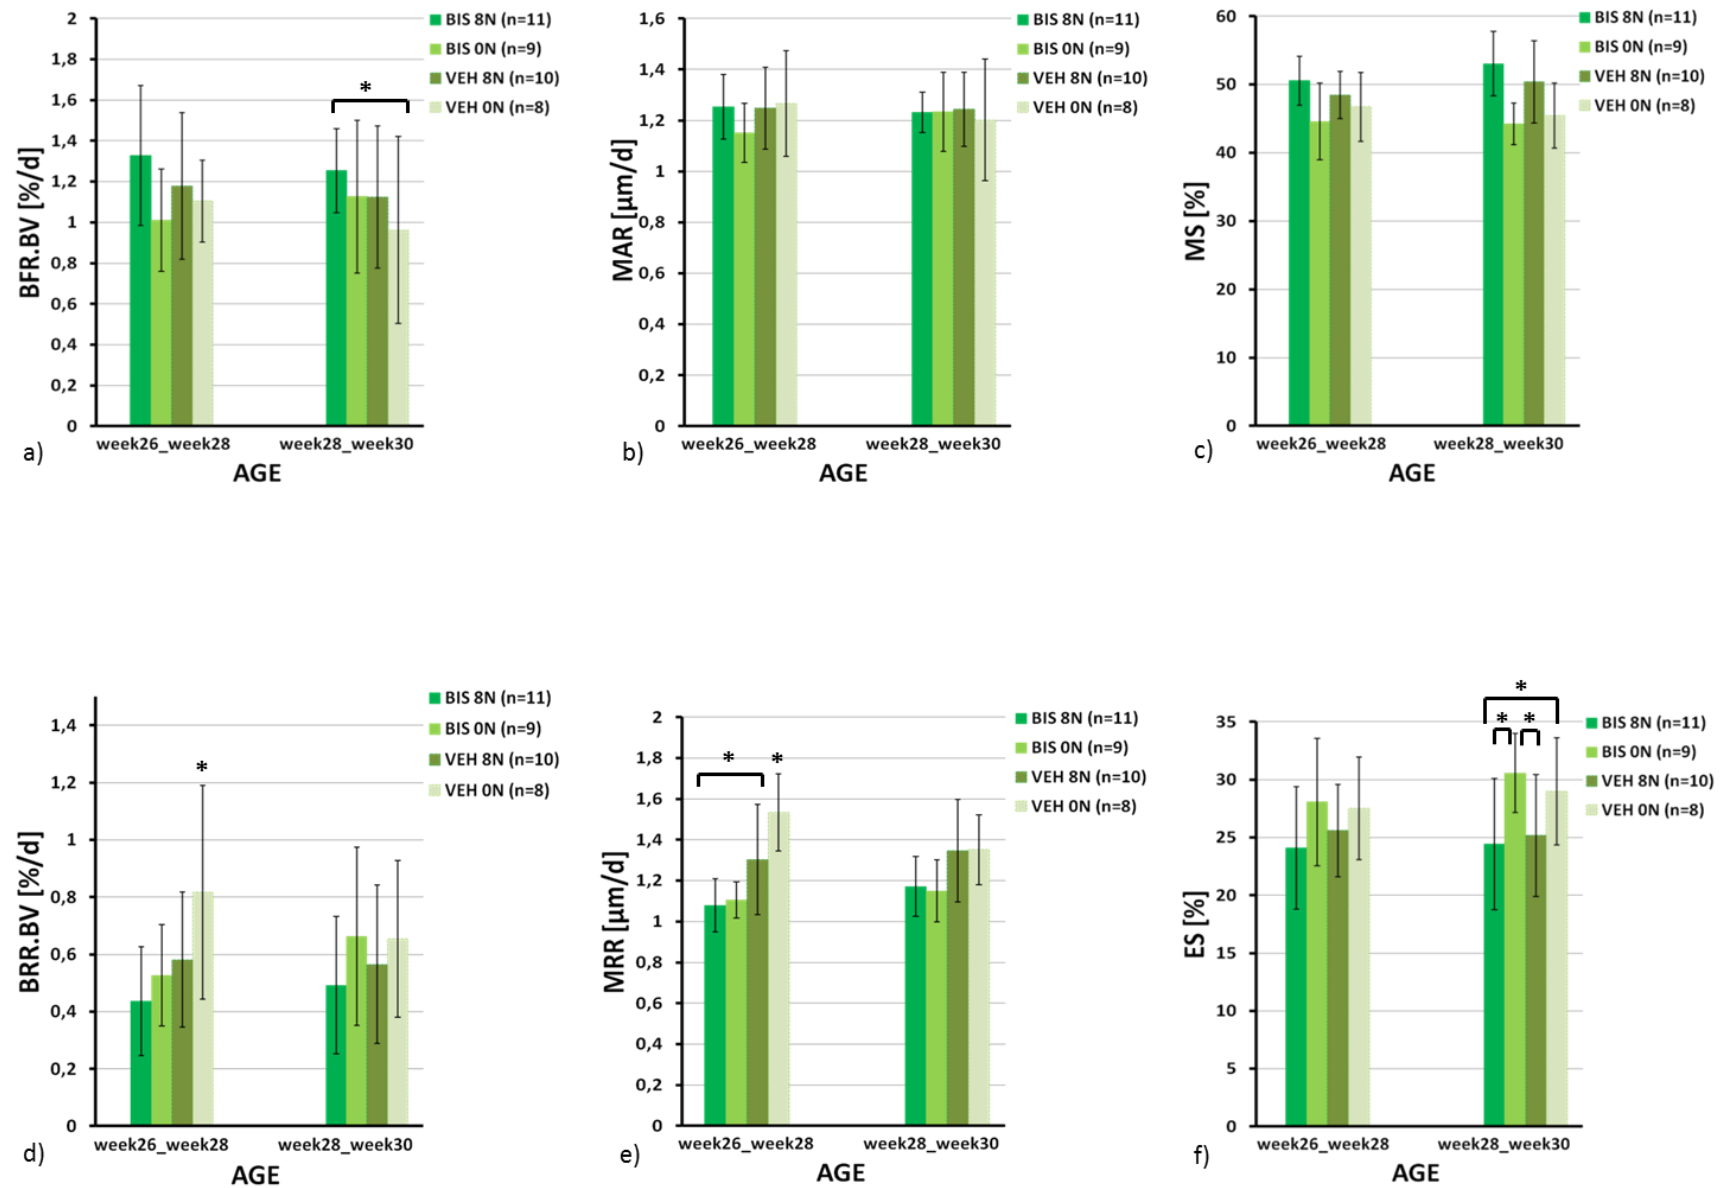 BFR.BV [%/d]
2
1,8
1,6
1,4
1,2
1
0,8
0,6
0,4
0,2
0
*
BIS 8N (n=11)
BIS 0N (n=9)
VEH 8N (n=10)
VEH 0N (n=8)
week26_week28
week28_week30
a)
AGE
MAR [µm/d]
1,6
1,4
1,2
1
0,8
0,6
0,4
0,2
0
BIS 8N (n=11)
BIS 0N (n=9)
VEH 8N (n=10)
VEH 0N (n=8)
week26_week28
week28_week30
b)
AGE
MS [%]
60
50
40
30
20
10
0
BIS 8N (n=11)
BIS 0N (n=9)
VEH 8N (n=10)
VEH 0N (n=8)
week26_week28
week28_week30
c)
AGE
BRR.BV [%/d]
1,4
1,2
1
0,8
0,6
0,4
0,2
0
*
BIS 8N (n=11)
BIS 0N (n=9)
VEH 8N (n=10)
VEH 0N (n=8)
week26_week28
week28_week30
d)
AGE
MRR [µm/d]
2
1,8
1,6
1,4
1,2
1
0,8
0,6
0,4
0,2
0
* *
BIS 8N (n=11)
BIS 0N (n=9)
VEH 8N (n=10)
VEH 0N (n=8)
week26_week28
week28_week30
e)
AGE
ES [%]
35
30
25
20
15
10
5
0
*
* *
BIS 8N (n=11)
BIS 0N (n=9)
VEH 8N (n=10)
VEH 0N (n=8)
week26_week28
week28_week30
f)
AGE